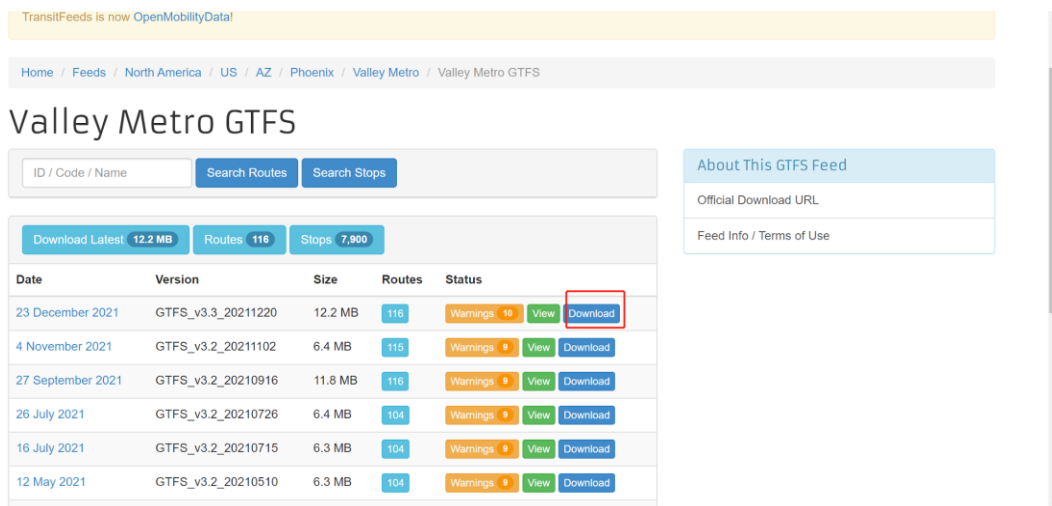 TransitFeeds is now OpenMobilityData!
Home / Feeds / North America / US / AZ / Phoenix / Valley Metro / Valley Metro GTFS
Valley Metro GTFS
ID / Code / Name Search Routes Search Stops
Download Latest 12.2 MB Routes 116 Stops 7,900
Date Version Size Routes Status
23 December 2021 GTFS_v3.3_20211220 12.2 MB 116 Warnings 10 View Download
4 November 2021 GTFS_v3.2_20211102 6.4 MB 115 Warnings 9 View Download
27 September 2021 GTFS_v3.2_20210916 11.8 MB 116 Warnings 9 View Download
26 July 2021 GTFS_v3.2_20210726 6.4 MB 104 Warnings 9 View Download
16 July 2021 GTFS_v3.2_20210715 6.3 MB 104 Warnings 9 View Download
12 May 2021 GTFS_v3.2_20210510 6.3 MB 104 Warnings 9 View Download
About This GTFS Feed
Official Download URL
Feed Info / Terms of Use